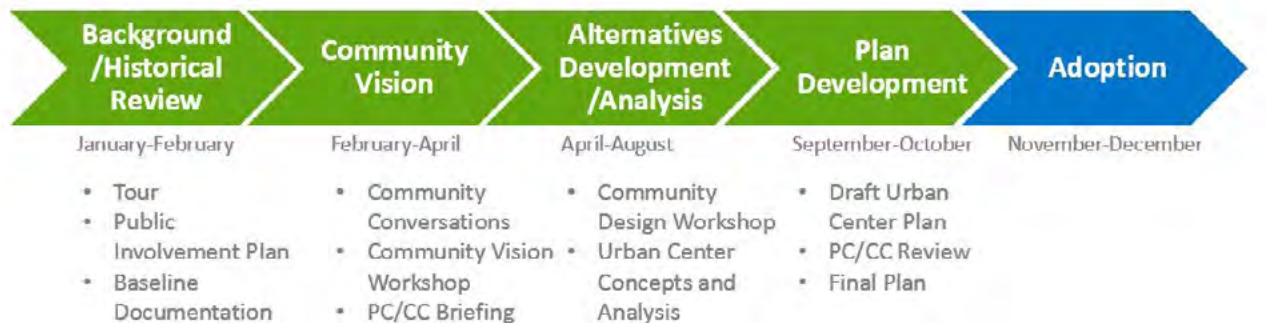 Background
/Historical
Review
Community
Vision
Alternatives
Development
/Analysis
Plan
Development
Adoption
January-February
February-April
April-August
September-October
November-December
• Tour
• Public
Involvement Plan
• Baseline
Documentation
• Community
Conversations
• Community Vision
Workshop
• PC/CC Briefing
• Community
Design Workshop
• Urban Center
Concepts and
Analysis
• Draft Urban
Center Plan
• PC/CC Review
• Final Plan